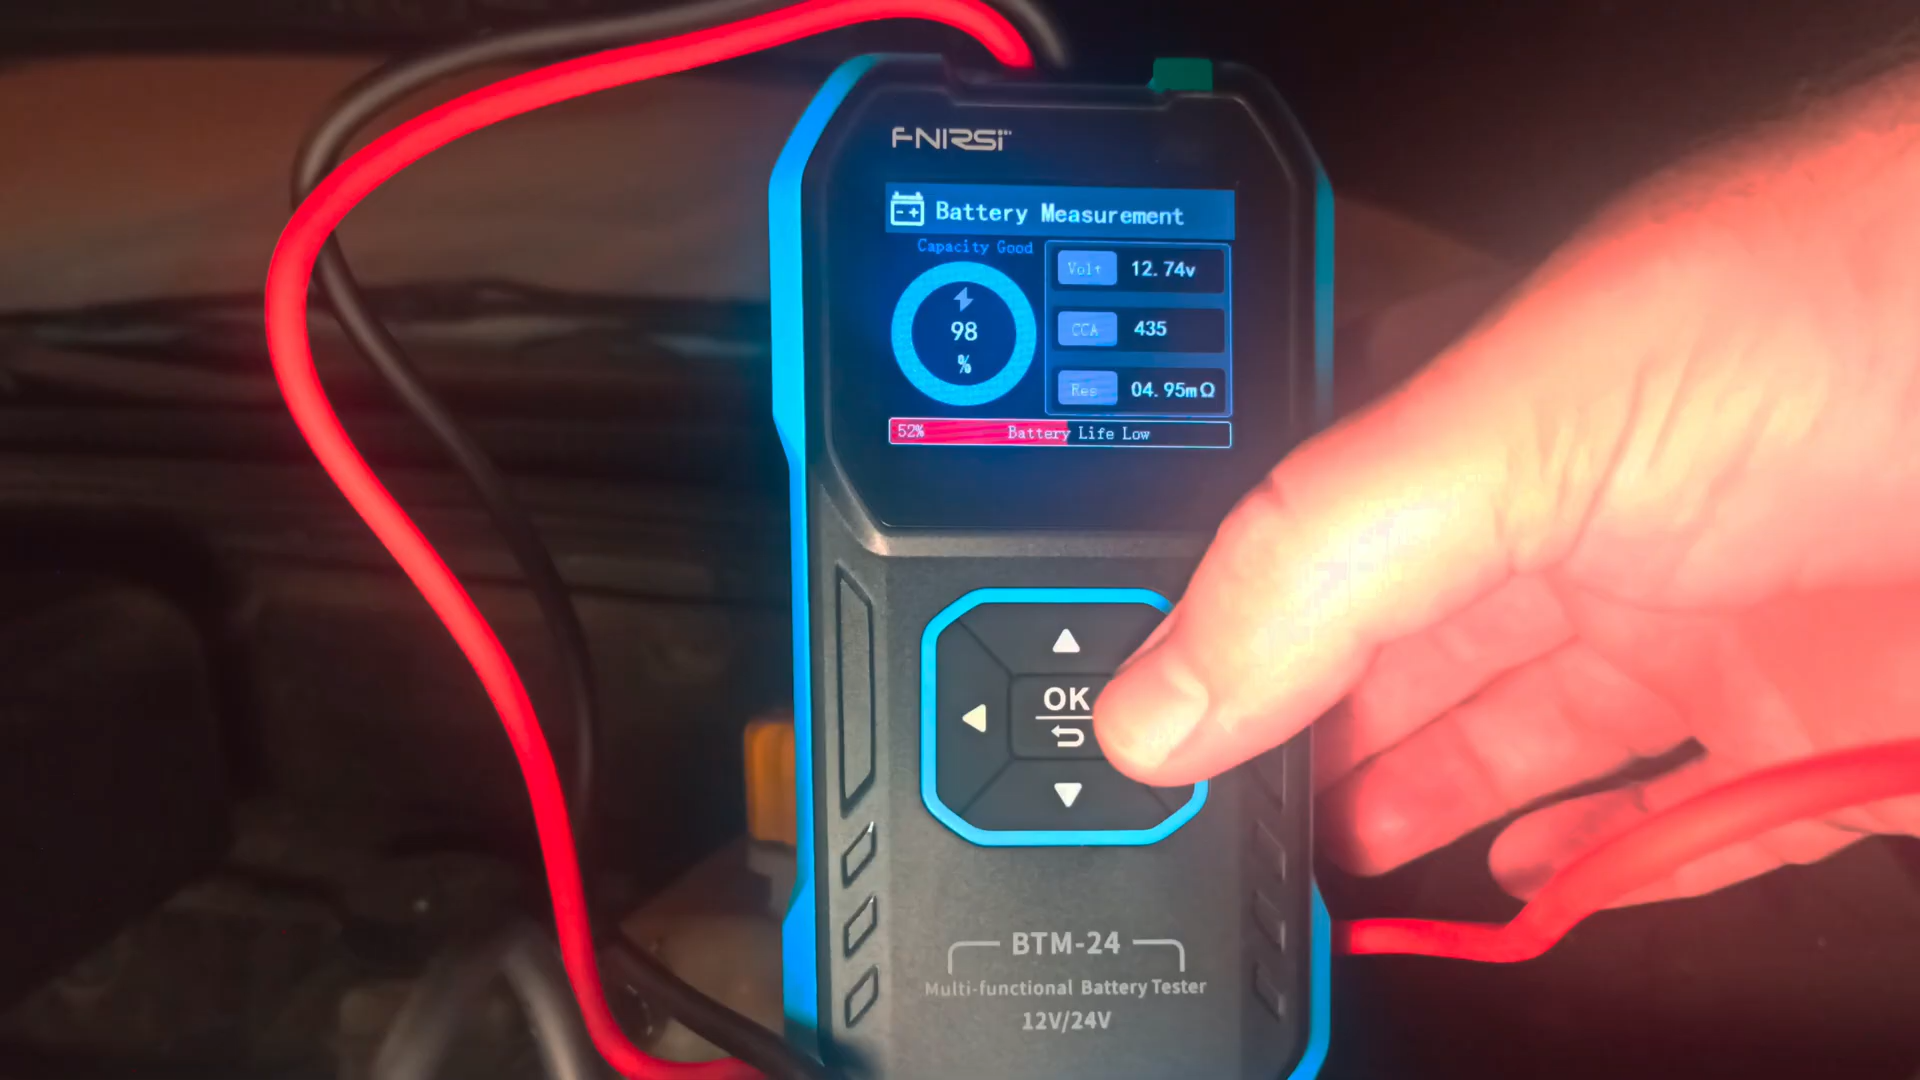 FNIRSI
Battery Measurement
Capacity Good
98
%
Volt 12.74v
CCA 435
Res 04.95mΩ
52% Battery Life Low
OK
BTM-24
Multi-functional Battery Tester
12V/24V